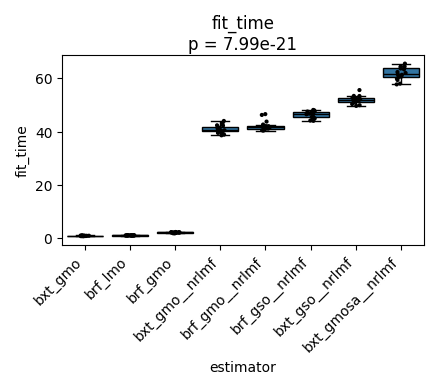 fit_time
p = 7.99e-21
fit_time
60
40
20
0
bxt_gmo
brf_lmo
brf_gmo
bxt_gmo__nrlmf
brf_gmo__nrlmf
brf_gso__nrlmf
bxt_gso__nrlmf
bxt_gmosa__nrlmf
estimator